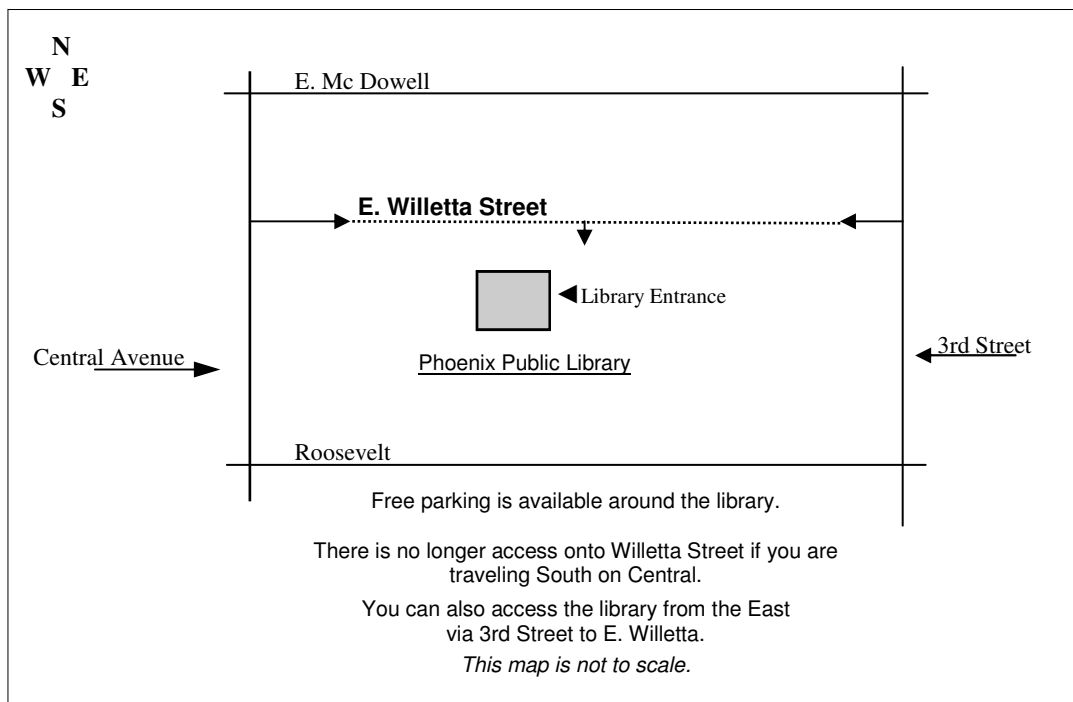 N
W E
S
E. Mc Dowell
E. Willetta Street
Library Entrance
Central Avenue
3rd Street
Phoenix Public Library
Roosevelt
Free parking is available around the library.
There is no longer access onto Willetta Street if you are
traveling South on Central.
You can also access the library from the East
via 3rd Street to E. Willetta.
This map is not to scale.